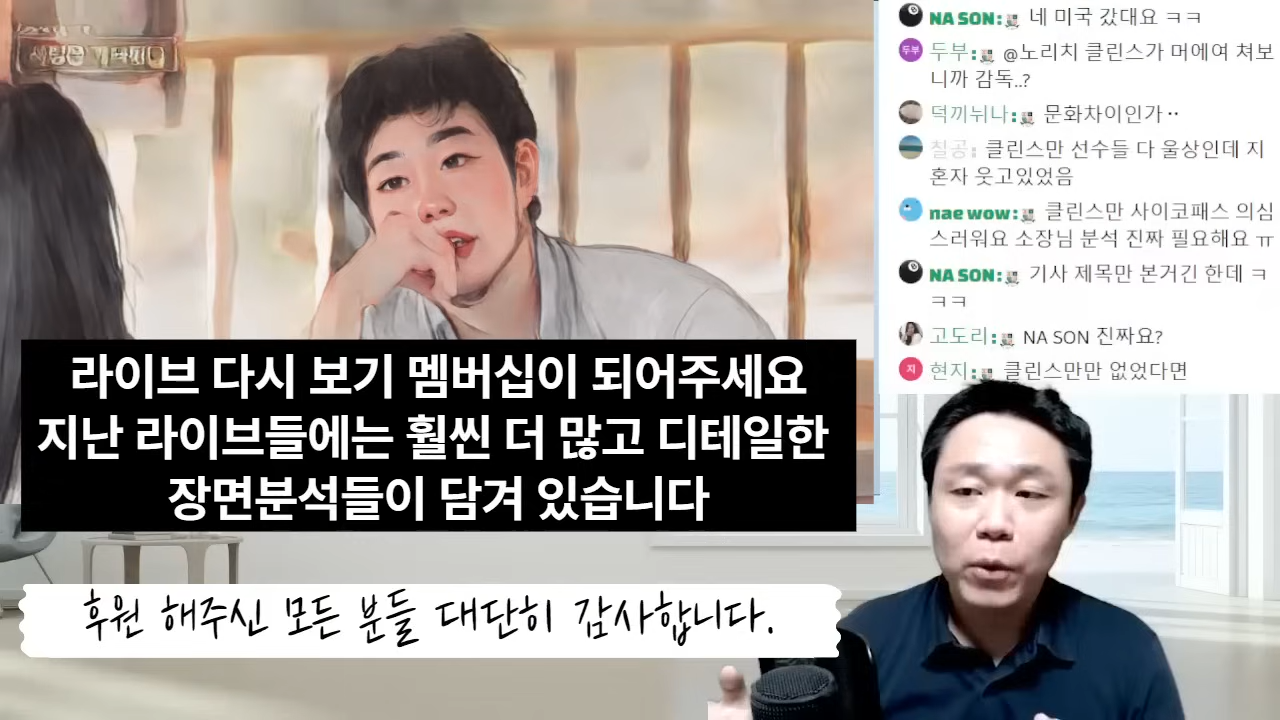 라이브 다시 보기 멤버십이 되어주세요
지난 라이브들에는 훨씬 더 많고 디테일한
장면분석들이 담겨 있습니다
후원 해주신 모든 분들 대단히 감사합니다.
NA SON: 네 미국 갔대요 ㅋㅋ
두부
두부: @노리치 클린스가 머에여 쳐보
니까 감독..?
덕끼뉘나: 문화차이인가··
칠공: 클린스만 선수들 다 울상인데 지
혼자 웃고있었음
nae wow: 클린스만 사이코패스 의심
스러워요 소장님 분석 진짜 필요해요 ㅠ
NA SON: 기사 제목만 본거긴 한데 ㅋ
ㅋㅋ
고도리: NA SON 진짜요?
지
현지: 클린스만만 없었다면